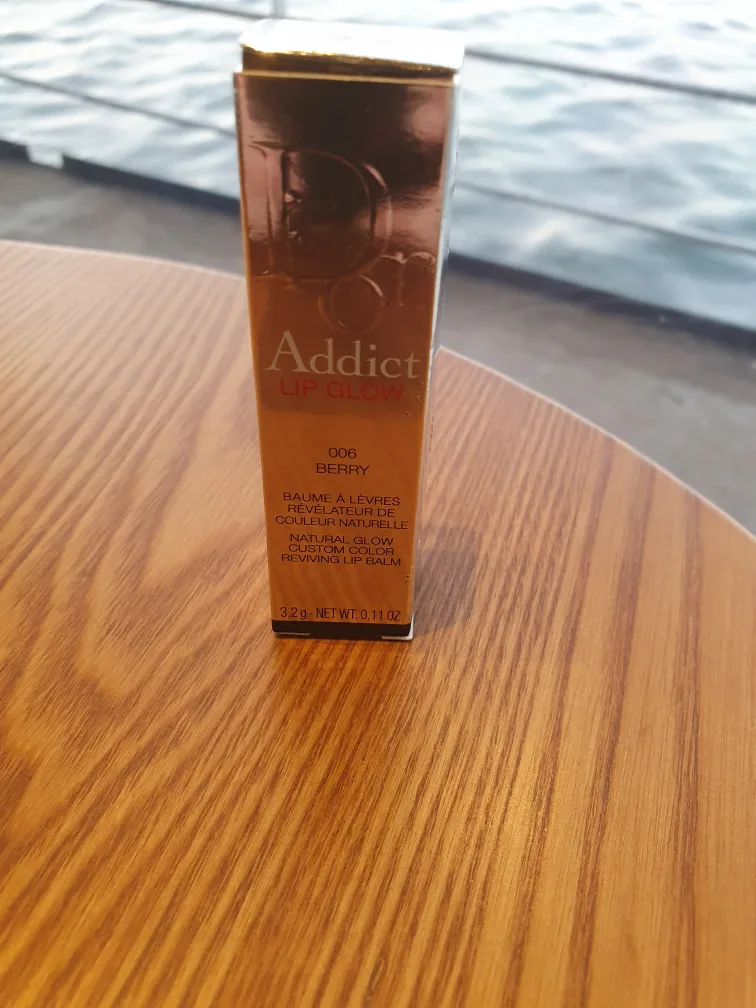 Dior
Addict
LIP GLOW
006
BERRY
BAUME À LÈVRES
RÉVÉLATEUR DE
COULEUR NATURELLE
NATURAL GLOW
CUSTOM COLOR
REVIVING LIP BALM
3,2 g - NET WT. 0.11 OZ